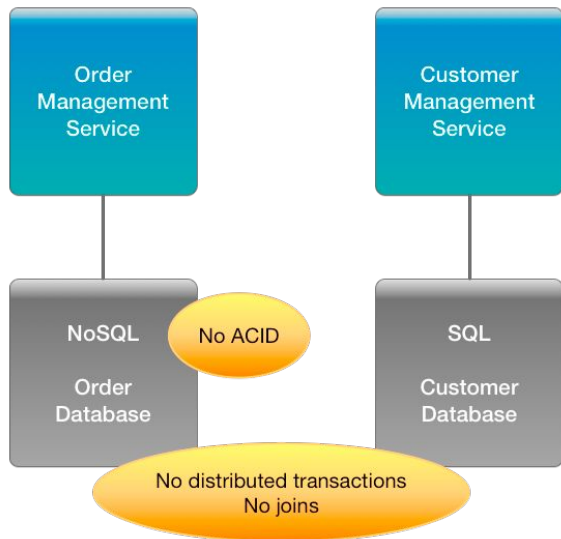 Order
Management
Service
Customer
Management
Service
NoSQL
Order
Database
No ACID
SQL
Customer
Database
No distributed transactions
No joins